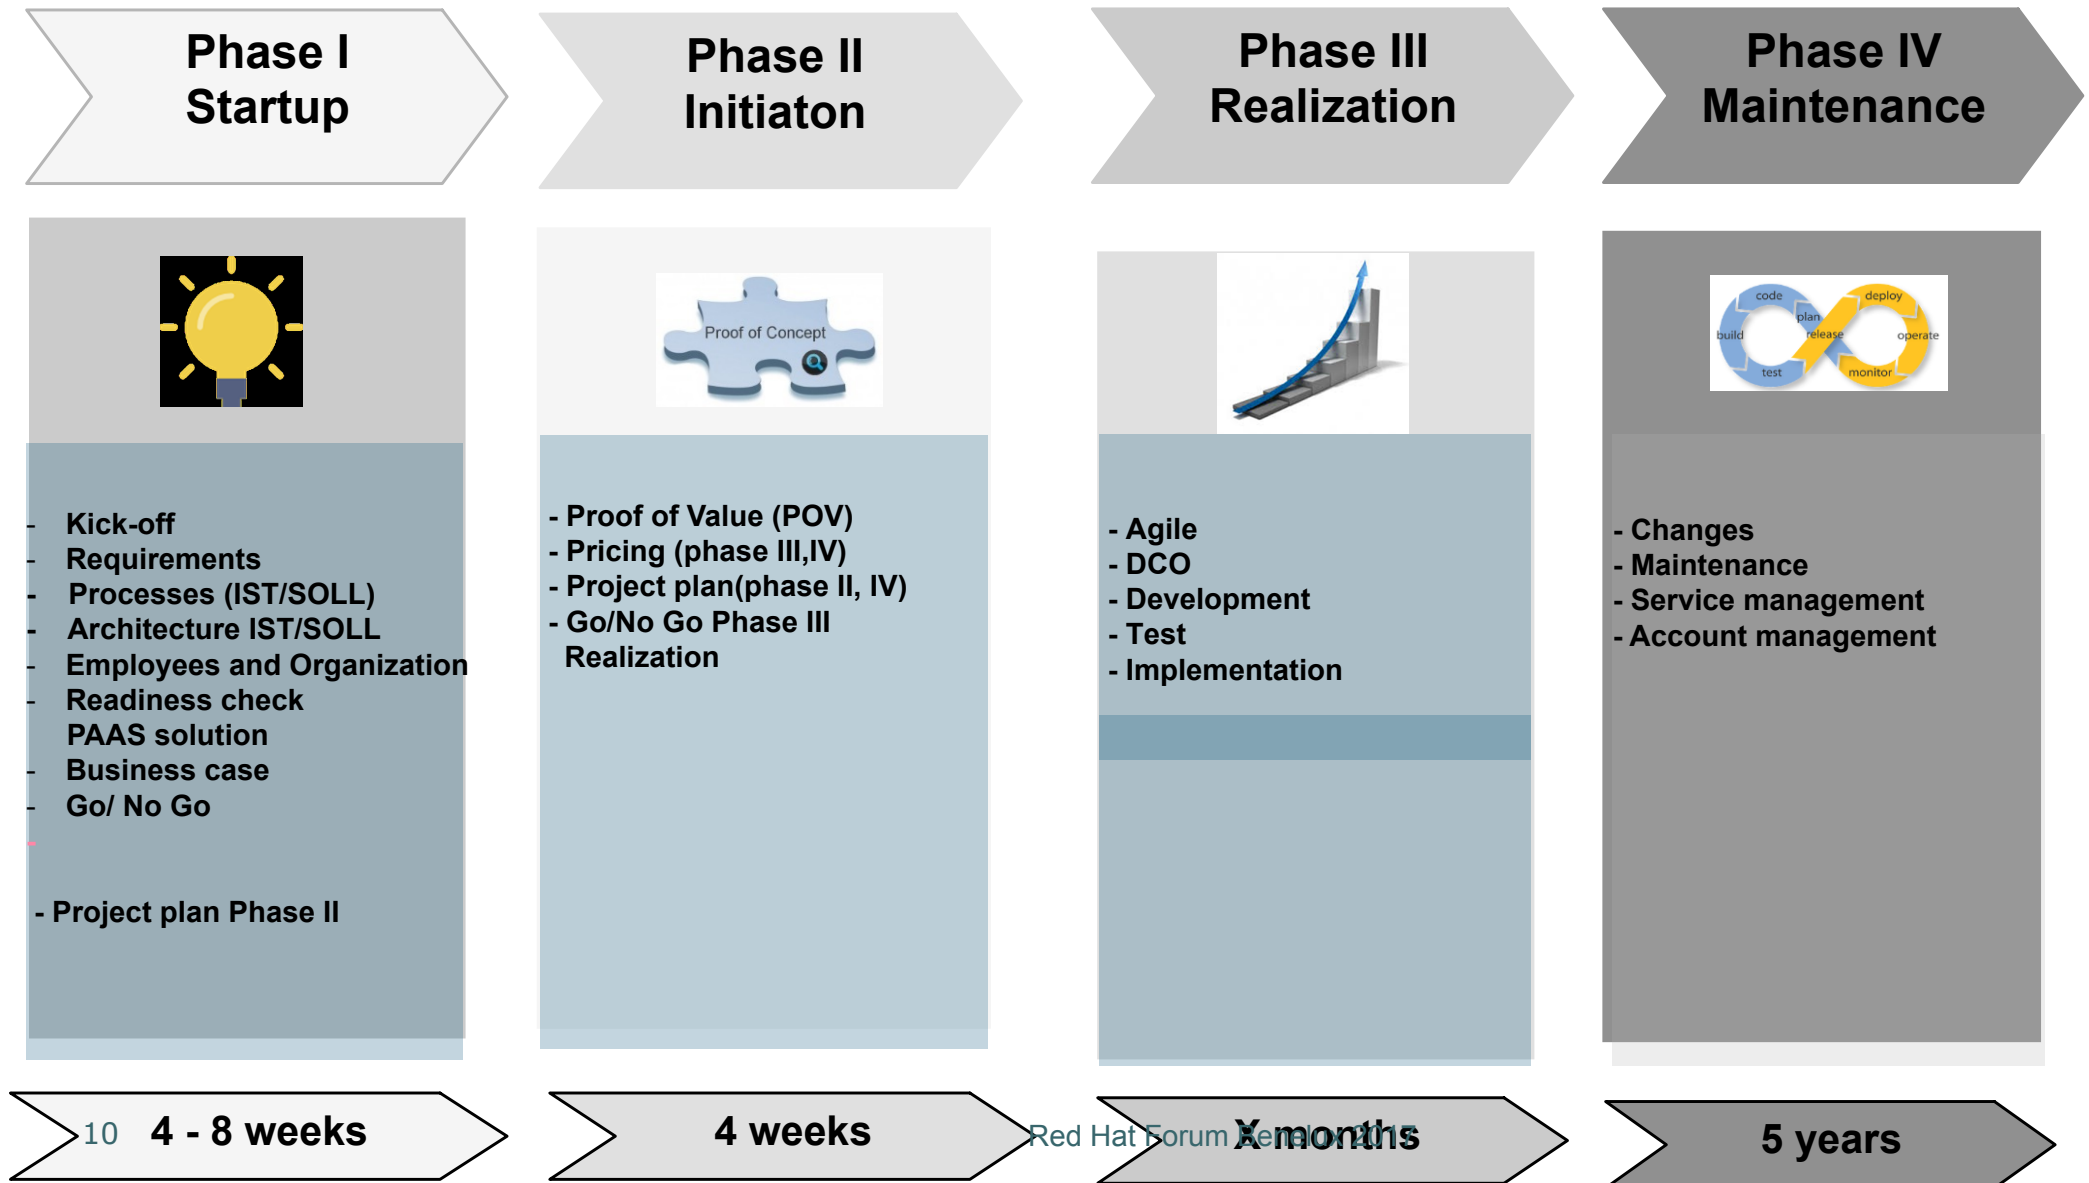 Phase I
Startup
Phase II
Initiaton
Phase III
Realization
Phase IV
Maintenance
Proof of Concept
code
plan
build
test
release
deploy
operate
monitor
- Kick-off
- Requirements
- Processes (IST/SOLL)
- Architecture IST/SOLL
- Employees and Organization
- Readiness check
PAAS solution
- Business case
- Go/ No Go
-
- Project plan Phase II
- Proof of Value (POV)
- Pricing (phase III,IV)
- Project plan(phase II, IV)
- Go/No Go Phase III
Realization
- Agile
- DCO
- Development
- Test
- Implementation
- Changes
- Maintenance
- Service management
- Account management
10
4 - 8 weeks
4 weeks
Red Hat Forum Benelux 2017
X months
5 years